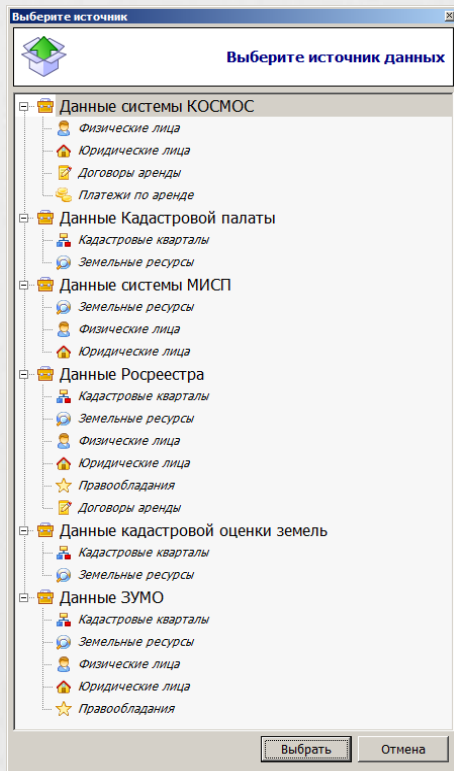 Выберите источник
Выберите источник данных
Данные системы КОСМОС
Физические лица
Юридические лица
Договоры аренды
Платежи по аренде
Данные Кадастровой палаты
Кадастровые кварталы
Земельные ресурсы
Данные системы МИСП
Земельные ресурсы
Физические лица
Юридические лица
Данные Росреестра
Кадастровые кварталы
Земельные ресурсы
Физические лица
Юридические лица
Правообладания
Договоры аренды
Данные кадастровой оценки земель
Кадастровые кварталы
Земельные ресурсы
Данные ЗУМО
Кадастровые кварталы
Земельные ресурсы
Физические лица
Юридические лица
Правообладания
Выбрать Отмена